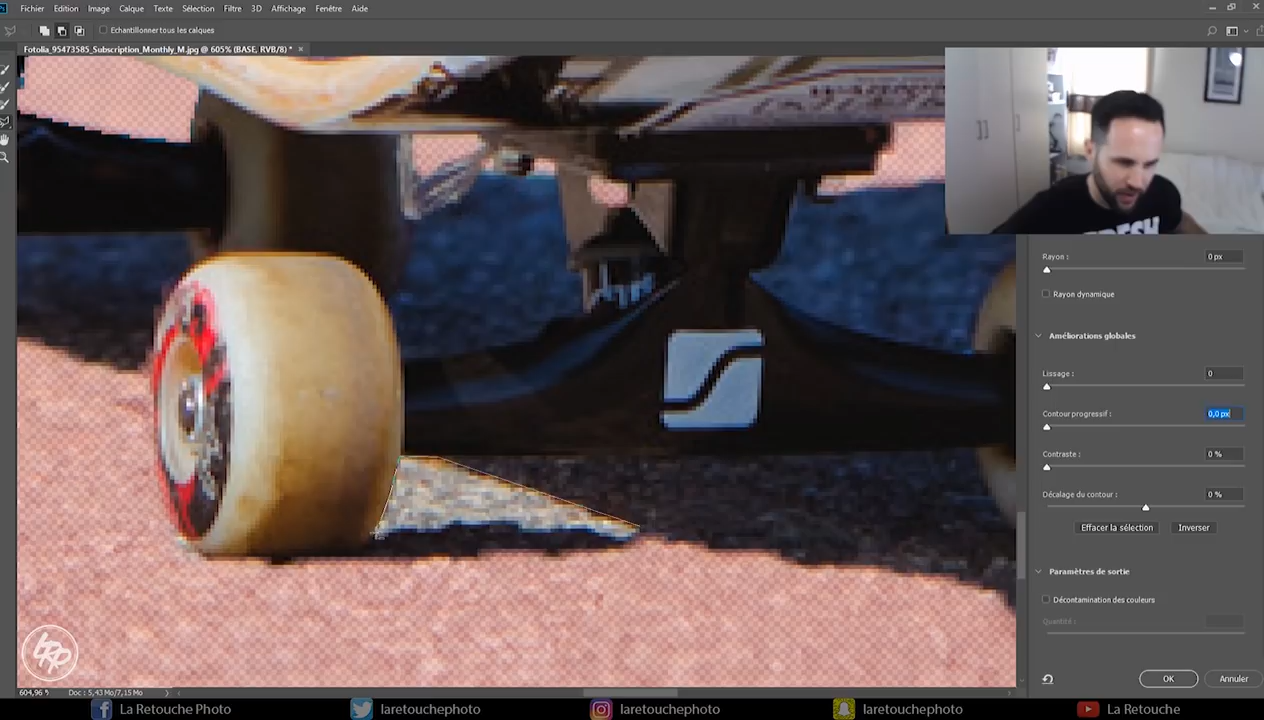 Fichier Edition Image Calque Texte Sélection Filtre 3D Affichage Fenêtre Aide
Echantillonner tous les calques
Fotolia_95473585_Subscription_Monthly_M.jpg @ 605% (BASE, RVB/8) *
Rayon : 0 px
Rayon dynamique
Améliorations globales
Lissage : 0
Contour progressif : 0,0 px
Contraste : 0 %
Décalage du contour : 0 %
Effacer la sélection Inverser
Paramètres de sortie
Décontamination des couleurs
Quantité :
OK Annuler
LRP
604,96 % Doc : 5,43 Mo/7,15 Mo
La Retouche Photo laretouchephoto laretouchephoto laretouchephoto La Retouche